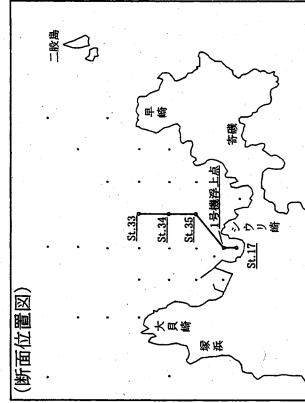 (断面位置図)
二股島
早崎
寄磯
St.33
St.34
St.35
1号機浮上点
シウリ崎
St.17
大貝崎
塚浜